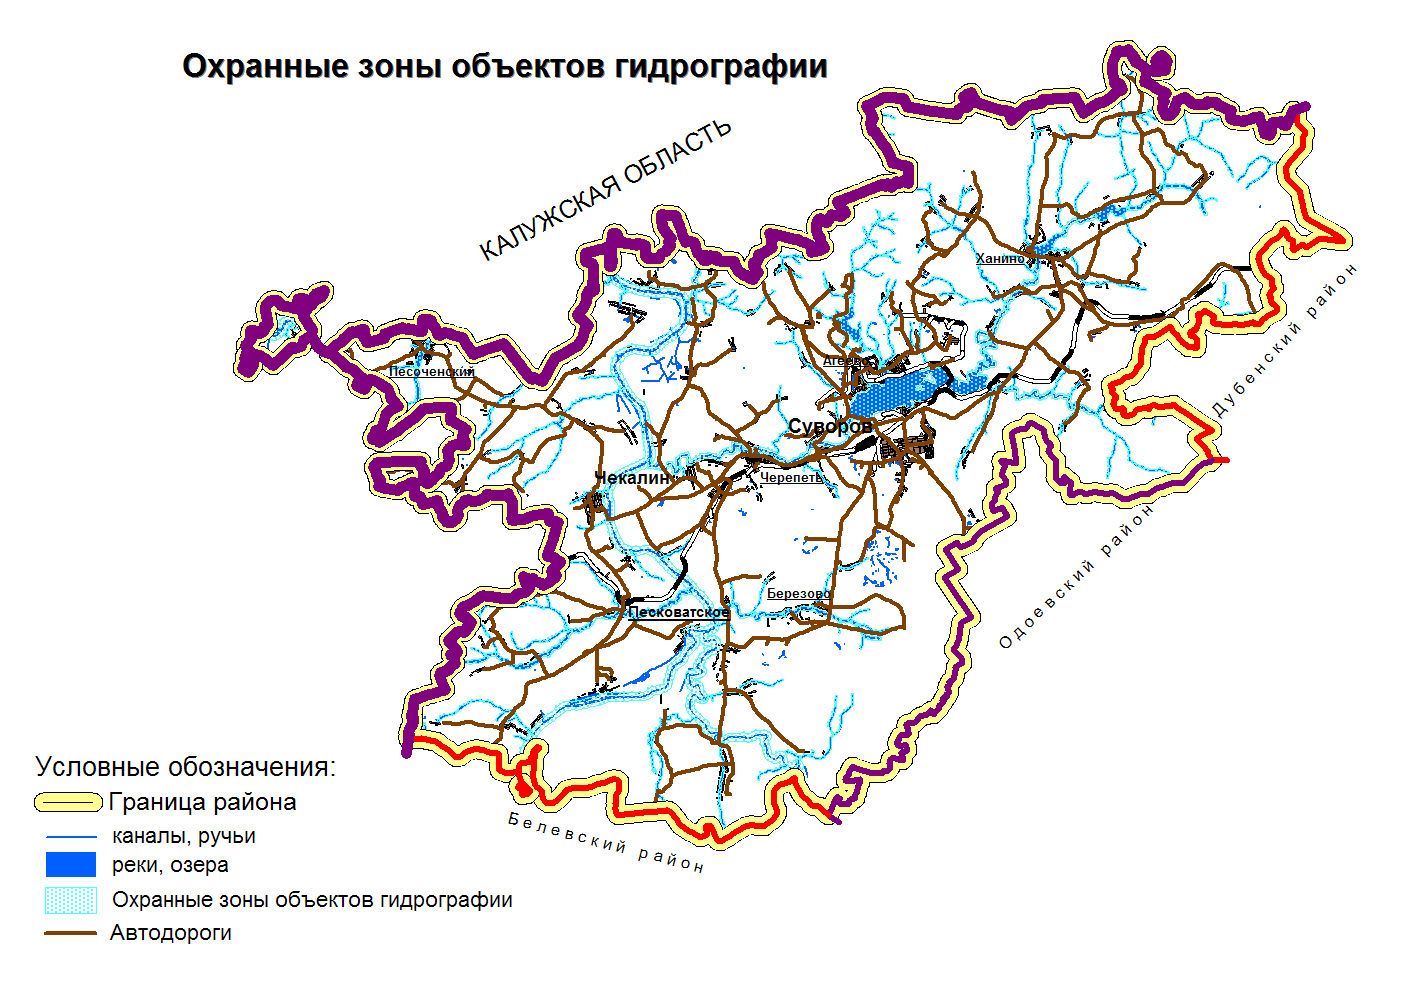 Охранные зоны объектов гидрографии
КАЛУЖСКАЯ ОБЛАСТЬ
Ханино
Дубенский район
Песоченский
Агеево
Суворов
Чекалин
Черепеть
Одоевский район
Березово
Песковатское
Белевский район
Условные обозначения:
Граница района
каналы, ручьи
реки, озера
Охранные зоны объектов гидрографии
Автодороги